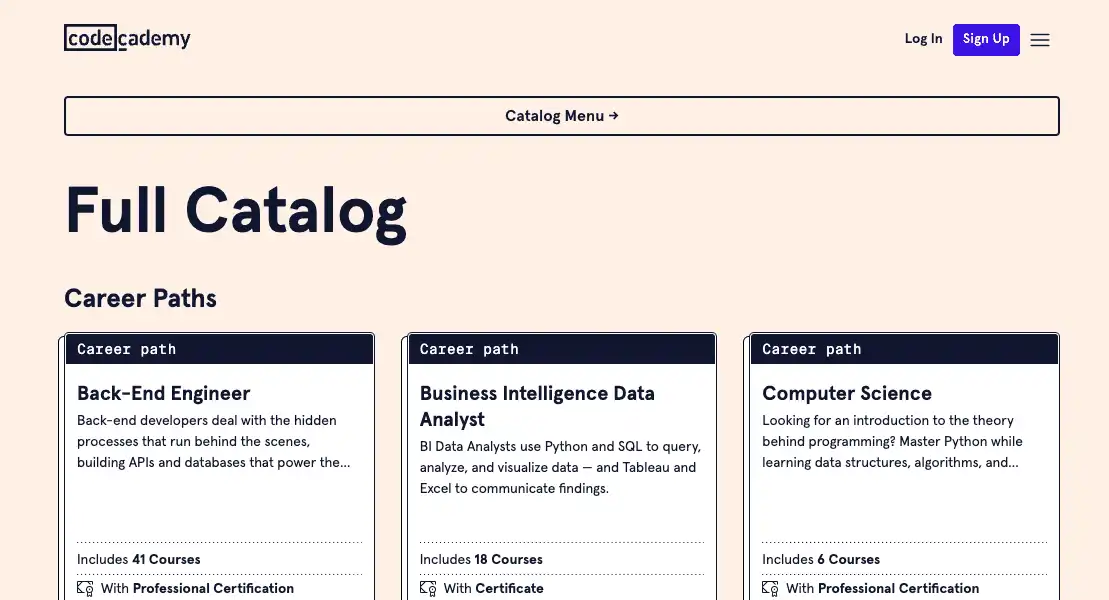 codecademy
Log In
Sign Up
Catalog Menu →
Full Catalog
Career Paths
Career path
Back-End Engineer
Back-end developers deal with the hidden
processes that run behind the scenes,
building APIs and databases that power the...
Includes 41 Courses
With Professional Certification
Career path
Business Intelligence Data
Analyst
BI Data Analysts use Python and SQL to query,
analyze, and visualize data — and Tableau and
Excel to communicate findings.
Includes 18 Courses
With Certificate
Career path
Computer Science
Looking for an introduction to the theory
behind programming? Master Python while
learning data structures, algorithms, and...
Includes 6 Courses
With Professional Certification